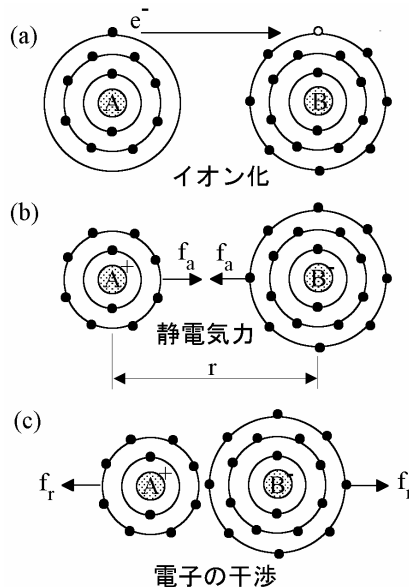 (a) e⁻
A B
イオン化
(b)
A⁺ fₐ fₐ B⁻
静電気力
r
(c)
fᵣ A⁺ B⁻ fᵣ
電子の干渉